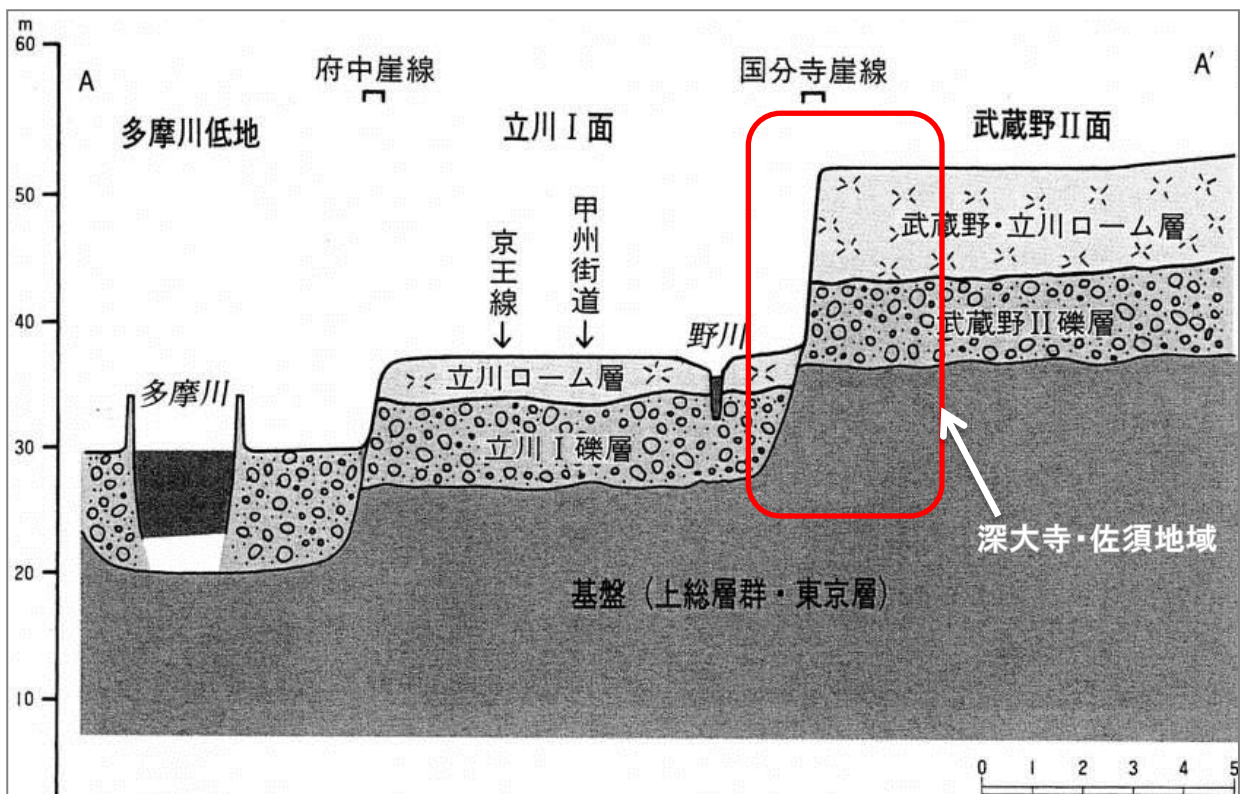 m
60
50
40
30
20
10
A
A′
府中崖線
国分寺崖線
多摩川低地
立川Ⅰ面
武蔵野Ⅱ面
京王線
甲州街道
武蔵野・立川ローム層
野川
武蔵野Ⅱ礫層
多摩川
立川ローム層
立川Ⅰ礫層
深大寺・佐須地域
基盤（上総層群・東京層）
0 1 2 3 4 5